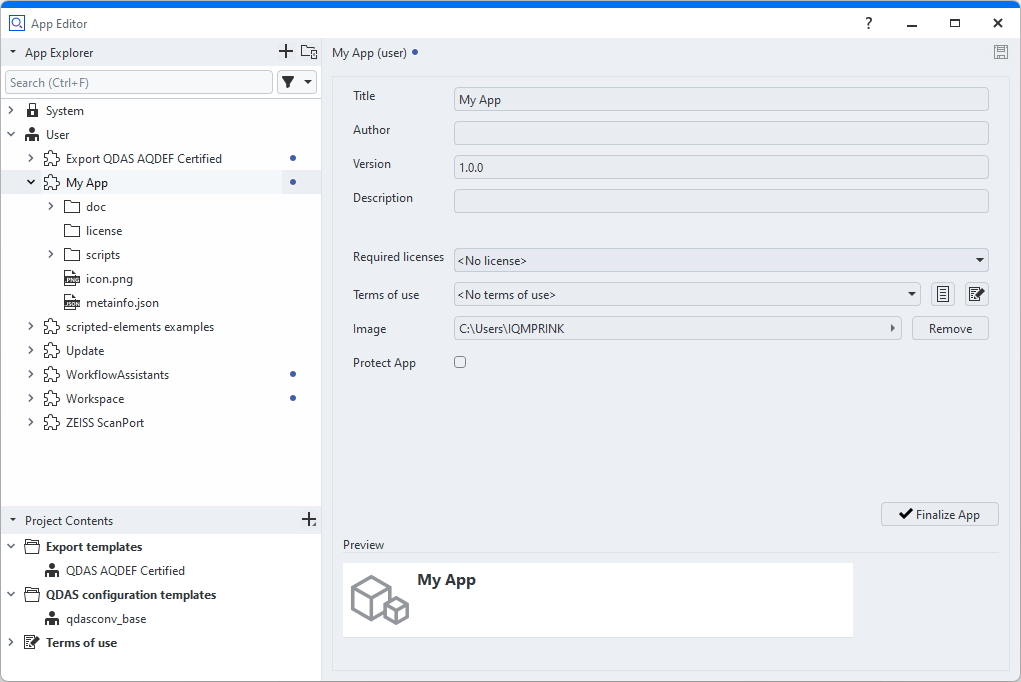 App Editor
?
App Explorer
Search (Ctrl+F)
System
User
Export QDAS AQDEF Certified
My App
doc
license
scripts
PNG icon.png
JSON metainfo.json
scripted-elements examples
Update
WorkflowAssistants
Workspace
ZEISS ScanPort
Project Contents
Export templates
QDAS AQDEF Certified
QDAS configuration templates
qdasconv_base
Terms of use
My App (user)
Title My App
Author
Version 1.0.0
Description
Required licenses <No license>
Terms of use <No terms of use>
Image C:\Users\IQMPRINK Remove
Protect App
Finalize App
Preview
My App